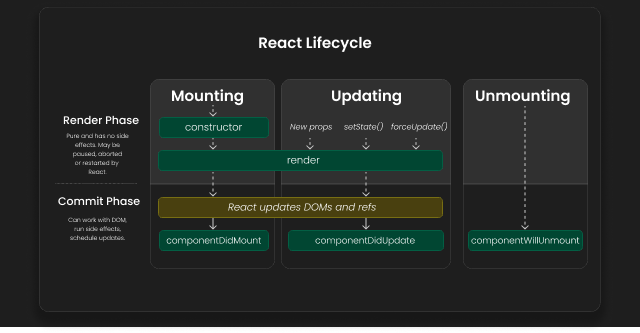 React Lifecycle
Mounting
Updating
Unmounting
Render Phase
Pure and has no side
effects. May be
paused, aborted
or restarted by
React.
constructor
New props
setState()
forceUpdate()
render
Commit Phase
Can work with DOM,
run side effects,
schedule updates.
React updates DOMs and refs
componentDidMount
componentDidUpdate
componentWillUnmount